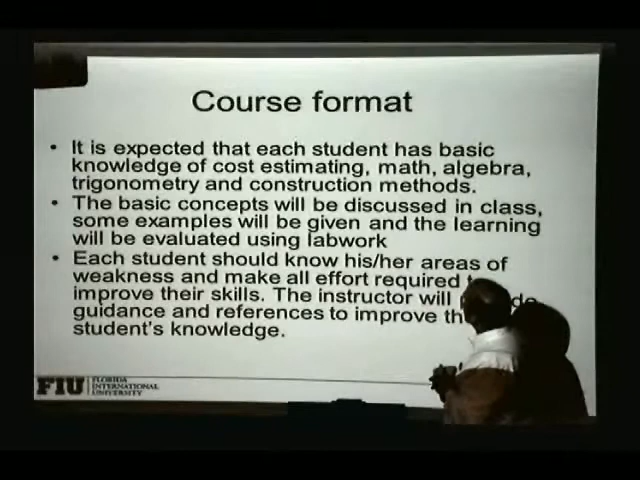 Course format
• It is expected that each student has basic
knowledge of cost estimating, math, algebra,
trigonometry and construction methods.
• The basic concepts will be discussed in class,
some examples will be given and the learning
will be evaluated using labwork
• Each student should know his/her areas of
weakness and make all effort required
improve their skills. The instructor will
guidance and references to improve
student's knowledge.
FIU
FLORIDA
INTERNATIONAL
UNIVERSITY